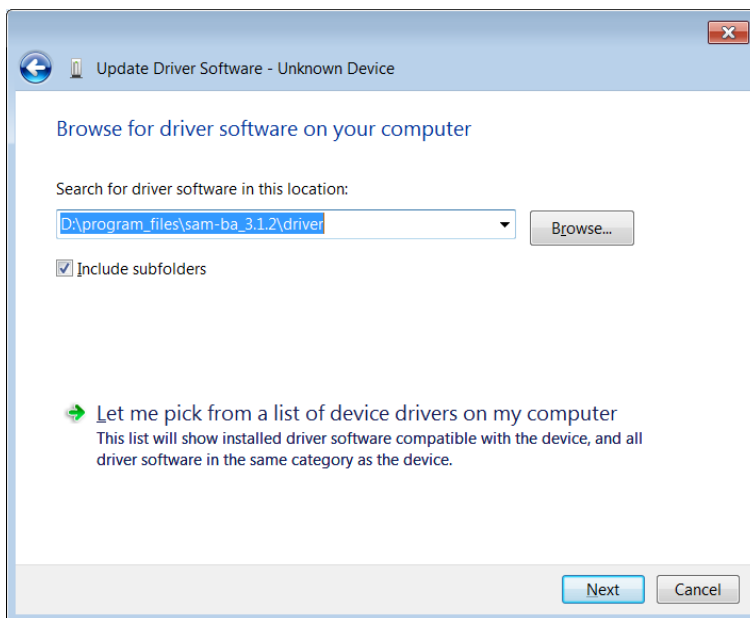 Update Driver Software - Unknown Device
Browse for driver software on your computer
Search for driver software in this location:
D:\program_files\sam-ba_3.1.2\driver
Browse...
Include subfolders
Let me pick from a list of device drivers on my computer
This list will show installed driver software compatible with the device, and all
driver software in the same category as the device.
Next
Cancel